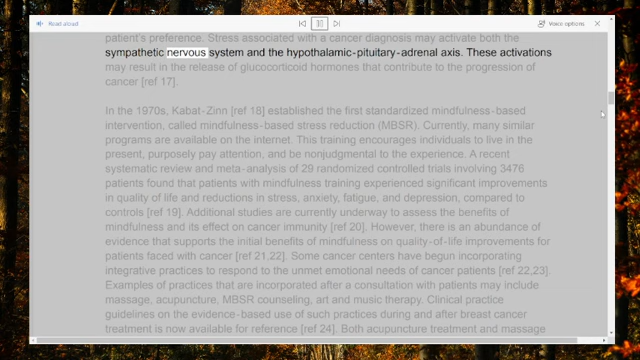 Read aloud
Voice options
patient's preference. Stress associated with a cancer diagnosis may activate both the
sympathetic nervous system and the hypothalamic-pituitary-adrenal axis. These activations
may result in the release of glucocorticoid hormones that contribute to the progression of
cancer [ref 17].
In the 1970s, Kabat-Zinn [ref 18] established the first standardized mindfulness-based
intervention, called mindfulness-based stress reduction (MBSR). Currently, many similar
programs are available on the internet. This training encourages individuals to live in the
present, purposely pay attention, and be nonjudgmental to the experience. A recent
systematic review and meta-analysis of 29 randomized controlled trials involving 3476
patients found that patients with mindfulness training experienced significant improvements
in quality of life and reductions in stress, anxiety, fatigue, and depression, compared to
controls [ref 19]. Additional studies are currently underway to assess the benefits of
mindfulness and its effect on cancer immunity [ref 20]. However, there is an abundance of
evidence that supports the initial benefits of mindfulness on quality-of-life improvements for
patients faced with cancer [ref 21,22]. Some cancer centers have begun incorporating
integrative practices to respond to the unmet emotional needs of cancer patients [ref 22,23].
Examples of practices that are incorporated after a consultation with patients may include
massage, acupuncture, MBSR counseling, art and music therapy. Clinical practice
guidelines on the evidence-based use of such practices during and after breast cancer
treatment is now available for reference [ref 24]. Both acupuncture treatment and massage